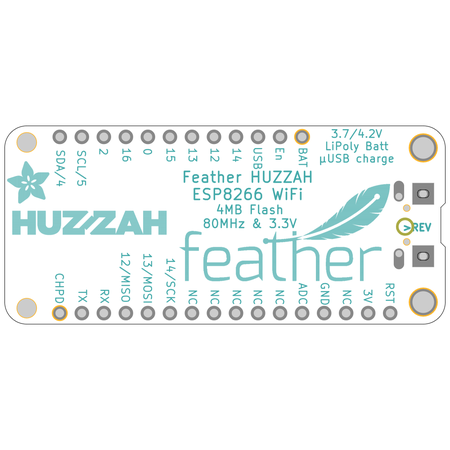 SDA/4
SCL/5
2
16
0
15
13
12
14
USB
En
BAT
3.7/4.2V
LiPoly Batt
µUSB charge
Feather HUZZAH
ESP8266 WiFi
4MB Flash
80MHz & 3.3V
HUZZAH
feather
>REV
CHPD
TX
RX
12/MISO
13/MOSI
14/SCK
NC
NC
NC
NC
ADC
GND
NC
3V
RST